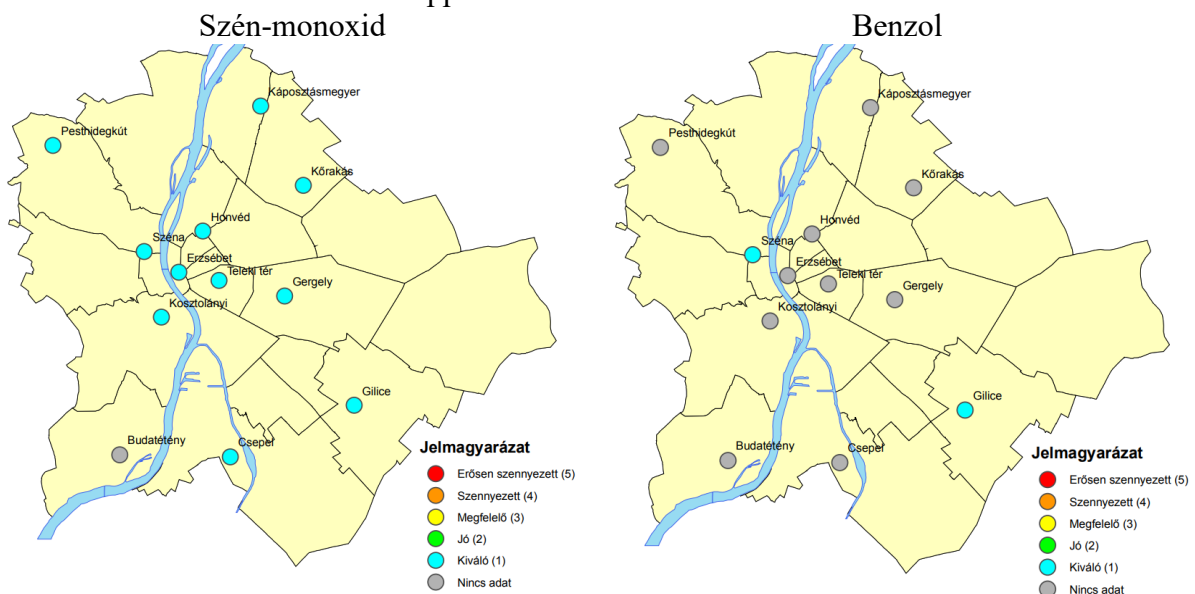 Szén-monoxid
Káposztásmegyer
Pesthidegkút
Kőrakás
Honvéd
Széna
Erzsébet
Teleki tér
Gergely
Kosztolányi
Gilice
Budatétény
Csepel
Jelmagyarázat
Erősen szennyezett (5)
Szennyezett (4)
Megfelelő (3)
Jó (2)
Kiváló (1)
Nincs adat
Benzol
Káposztásmegyer
Pesthidegkút
Kőrakás
Honvéd
Széna
Erzsébet
Teleki tér
Gergely
Kosztolányi
Gilice
Budatétény
Csepel
Jelmagyarázat
Erősen szennyezett (5)
Szennyezett (4)
Megfelelő (3)
Jó (2)
Kiváló (1)
Nincs adat